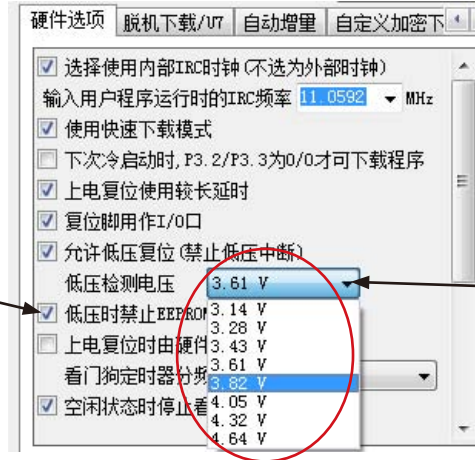 硬件选项 脱机下载/U7 自动增量 自定义加密下
选择使用内部IRC时钟(不选为外部时钟)
输入用户程序运行时的IRC频率 11.0592 MHz
使用快速下载模式
下次冷启动时,P3.2/P3.3为0/0才可下载程序
上电复位使用较长延时
复位脚用作I/O口
允许低压复位(禁止低压中断)
低压检测电压 3.61 V
低压时禁止EEPROM
3.14 V
3.28 V
上电复位时由硬件
3.43 V
3.61 V
看门狗定时器分频
3.82 V
4.05 V
空闲状态时停止看
4.32 V
4.64 V